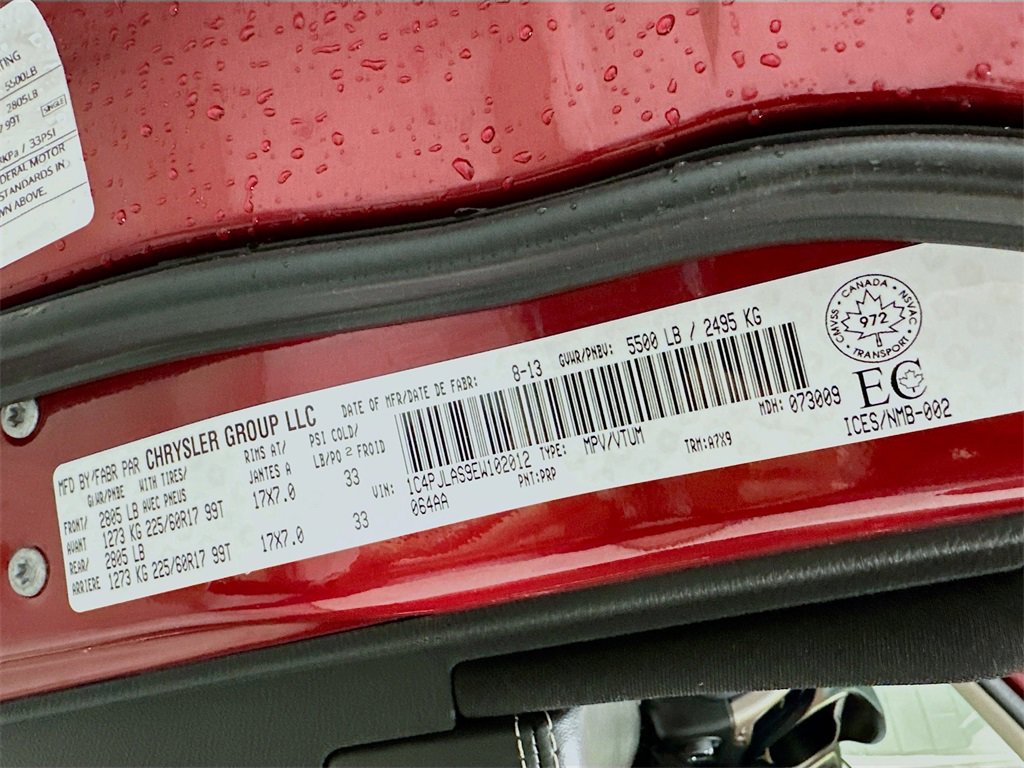 TING
5500LB
2805LB
7 99T SINGLE
KPa / 33PSI
DERAL MOTOR
STANDARDS IN
WN ABOVE.
MFD BY/FABR PAR CHRYSLER GROUP LLC
DATE OF MFR/DATE DE FABR: 8-13 GVWR/PNBV: 5500 LB / 2495 KG
GVWR/PNBE WITH TIRES/ RIMS AT/ PSI COLD/
AVEC PNEUS JANTES A LB/PO² FROID
FRONT/ 2805 LB
AVANT 1273 KG 225/60R17 99T 17X7.0 33
REAR/ 2805 LB
ARRIERE 1273 KG 225/60R17 99T 17X7.0 33
MDH: 073009
VIN: 1C4PJLAS9EW102012 TYPE: MPV/VTUM TRM:A7X9
064AA PNT:PRP
CANADA • NSVAC • TRANSPORT • CMVSS •
972
EC
ICES/NMB-002